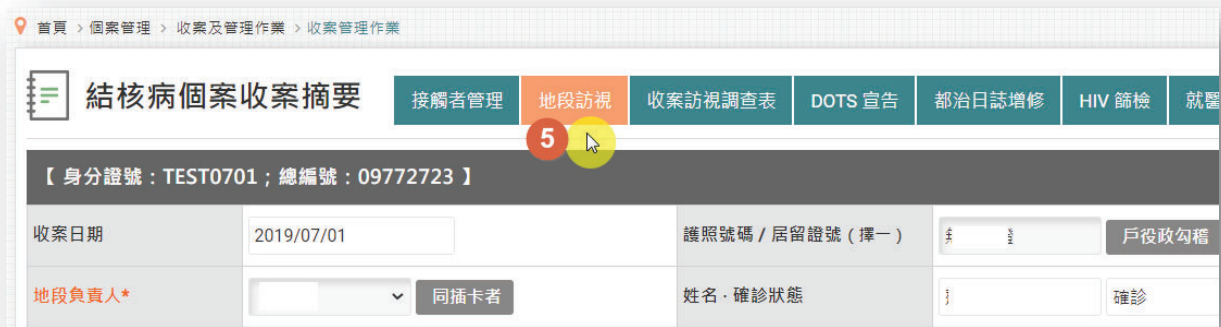 首頁 > 個案管理 > 收案及管理作業 > 收案管理作業
結核病個案收案摘要 接觸者管理 地段訪視 收案訪視調查表 DOTS 宣告 都治日誌增修 HIV 篩檢 就醫
5
【 身分證號：TEST0701；總編號：09772723 】
收案日期 2019/07/01 護照號碼 / 居留證號 ( 擇一 ) 戶役政勾稽
地段負責人* 同插卡者 姓名 · 確診狀態 確診